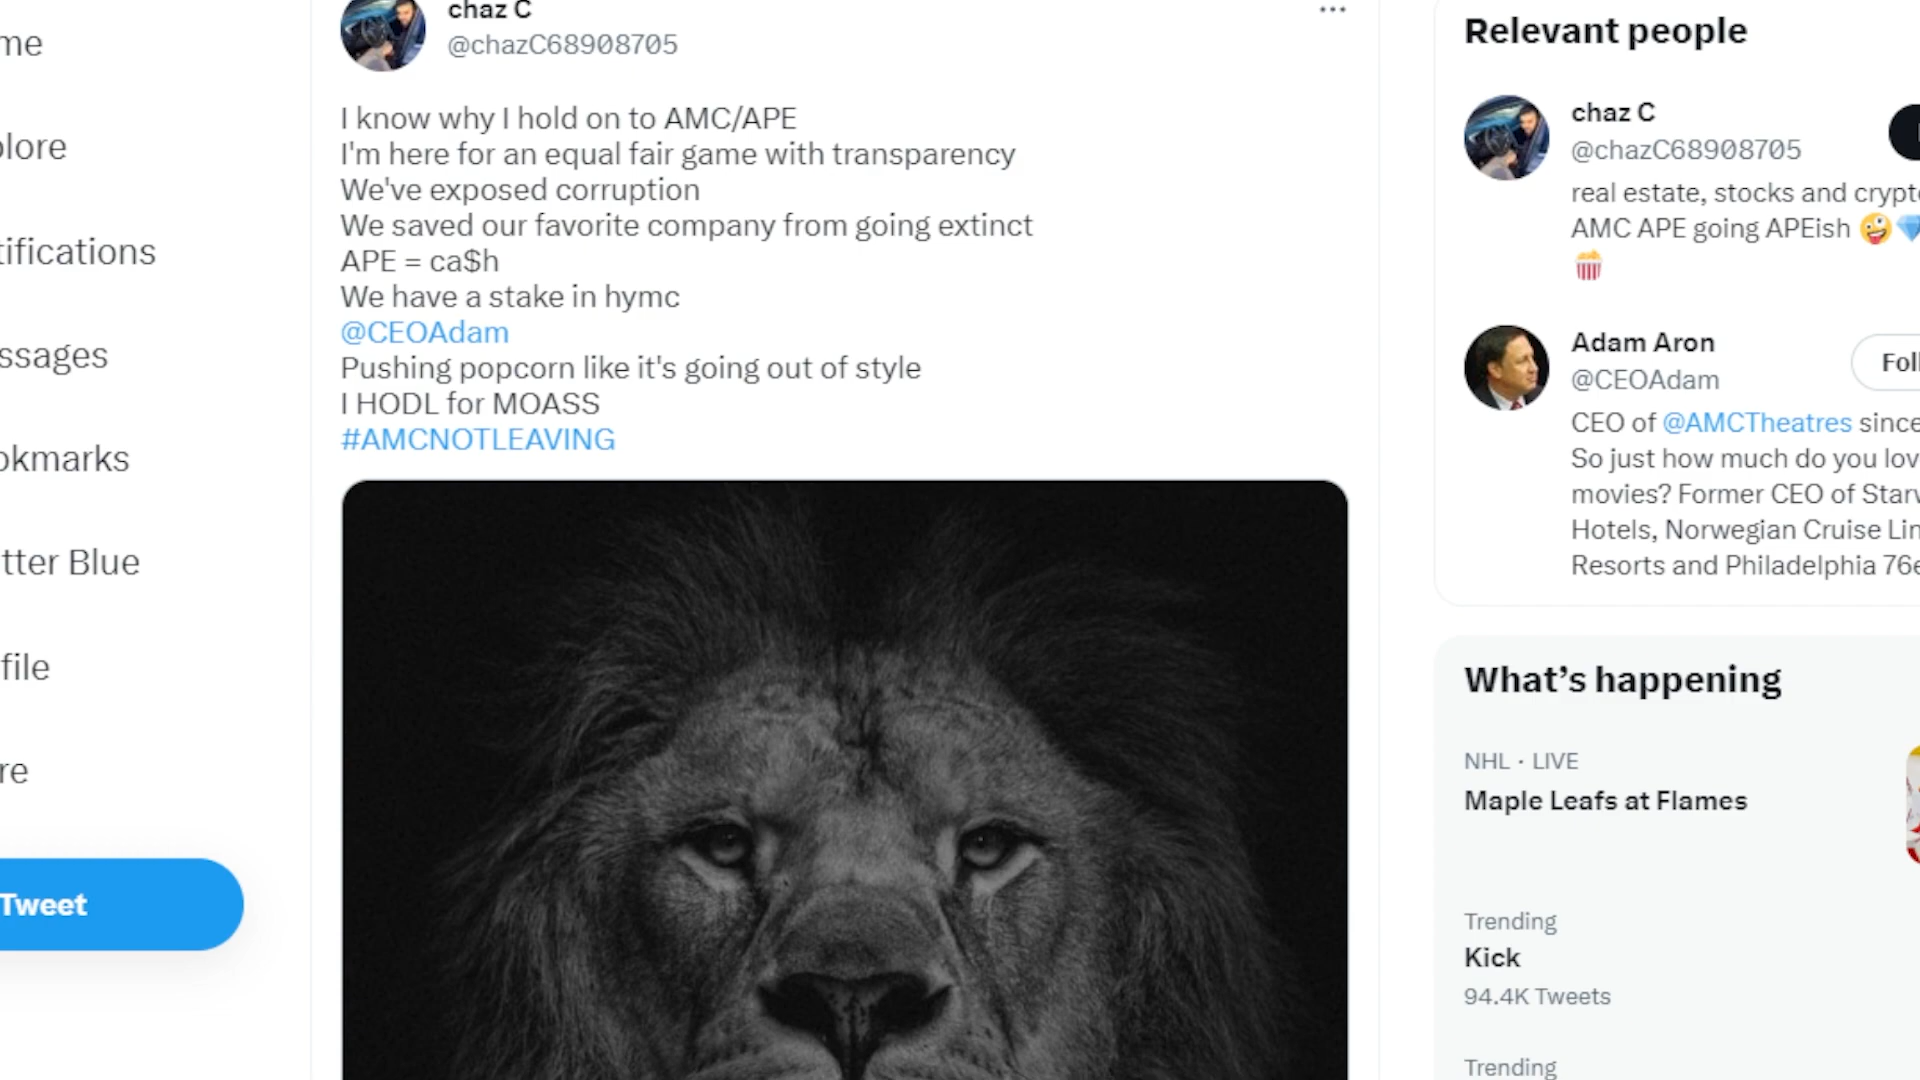 me
plore
tifications
ssages
okmarks
tter Blue
file
re
Tweet
chaz C
@chazC68908705
I know why I hold on to AMC/APE
I'm here for an equal fair game with transparency
We've exposed corruption
We saved our favorite company from going extinct
APE = ca$h
We have a stake in hymc
@CEOAdam
Pushing popcorn like it's going out of style
I HODL for MOASS
#AMCNOTLEAVING
Relevant people
chaz C
@chazC68908705
real estate, stocks and crypto
AMC APE going APEish 🤪💎
🍿
Adam Aron
@CEOAdam
Foll
CEO of @AMCTheatres since
So just how much do you lov
movies? Former CEO of Starw
Hotels, Norwegian Cruise Lin
Resorts and Philadelphia 76e
What's happening
NHL · LIVE
Maple Leafs at Flames
Trending
Kick
94.4K Tweets
Trending